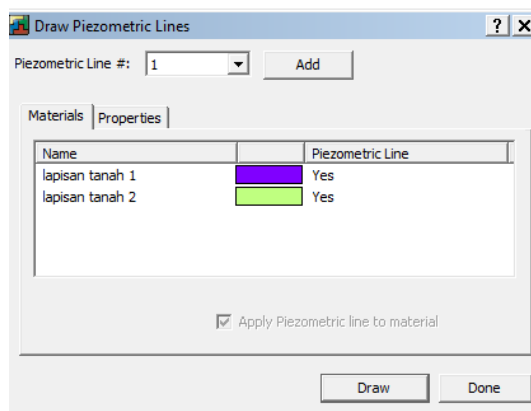 Draw Piezometric Lines
Piezometric Line #: 1 Add
Materials Properties
Name Piezometric Line
lapisan tanah 1 Yes
lapisan tanah 2 Yes
Apply Piezometric line to material
Draw Done